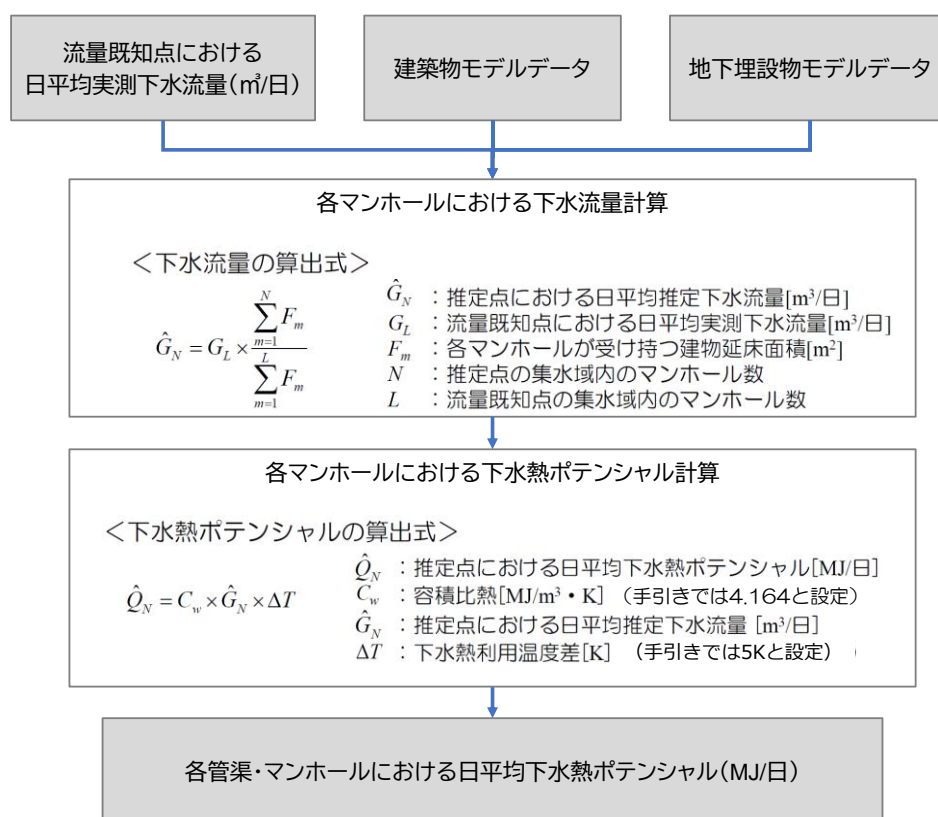 流量既知点における
日平均実測下水流量(㎥/日)
建築物モデルデータ
地下埋設物モデルデータ
各マンホールにおける下水流量計算
<下水流量の算出式>
Ĝ_N = G_L × \frac{\sum_{m=1}^{N} F_m}{\sum_{m=1}^{L} F_m}
Ĝ_N :推定点における日平均推定下水流量[m³/日]
G_L :流量既知点における日平均実測下水流量[m³/日]
F_m :各マンホールが受け持つ建物延床面積[m²]
N :推定点の集水域内のマンホール数
L :流量既知点の集水域内のマンホール数
各マンホールにおける下水熱ポテンシャル計算
<下水熱ポテンシャルの算出式>
Q̂_N = C_w × Ĝ_N × ΔT
Q̂_N :推定点における日平均下水熱ポテンシャル[MJ/日]
C_w :容積比熱[MJ/m³・K] (手引きでは4.164と設定)
Ĝ_N :推定点における日平均推定下水流量 [m³/日]
ΔT :下水熱利用温度差[K] (手引きでは5Kと設定) )
各管渠・マンホールにおける日平均下水熱ポテンシャル(MJ/日)